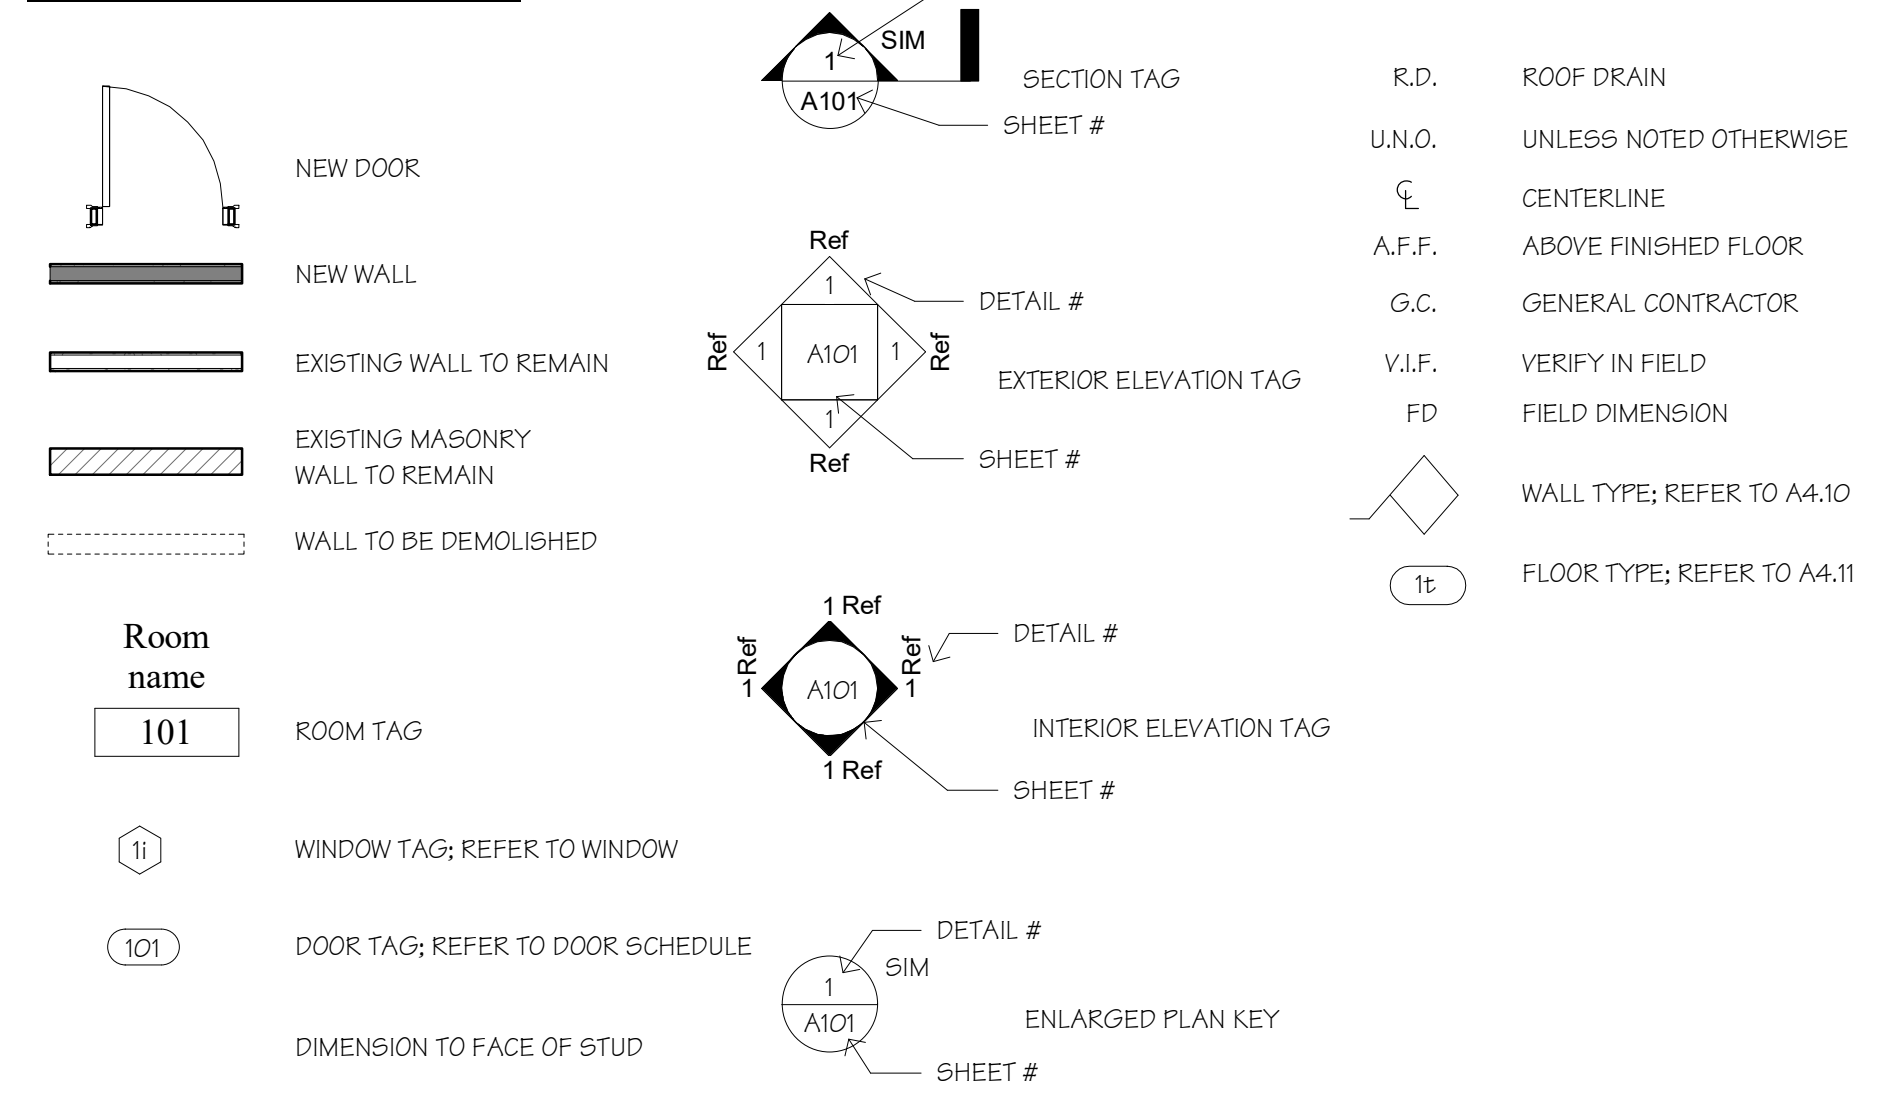 NEW DOOR
NEW WALL
EXISTING WALL TO REMAIN
EXISTING MASONRY
WALL TO REMAIN
WALL TO BE DEMOLISHED
Room
name
101
ROOM TAG
1i
WINDOW TAG; REFER TO WINDOW
101
DOOR TAG; REFER TO DOOR SCHEDULE
DIMENSION TO FACE OF STUD
SIM
1
A101
SECTION TAG
SHEET #
Ref
1
DETAIL #
Ref
1
A101
1
Ref
EXTERIOR ELEVATION TAG
1
SHEET #
Ref
1 Ref
DETAIL #
Ref
1
A101
Ref
1
INTERIOR ELEVATION TAG
1 Ref
SHEET #
DETAIL #
SIM
1
A101
ENLARGED PLAN KEY
SHEET #
R.D. ROOF DRAIN
U.N.O. UNLESS NOTED OTHERWISE
℄ CENTERLINE
A.F.F. ABOVE FINISHED FLOOR
G.C. GENERAL CONTRACTOR
V.I.F. VERIFY IN FIELD
FD FIELD DIMENSION
WALL TYPE; REFER TO A4.10
1t FLOOR TYPE; REFER TO A4.11